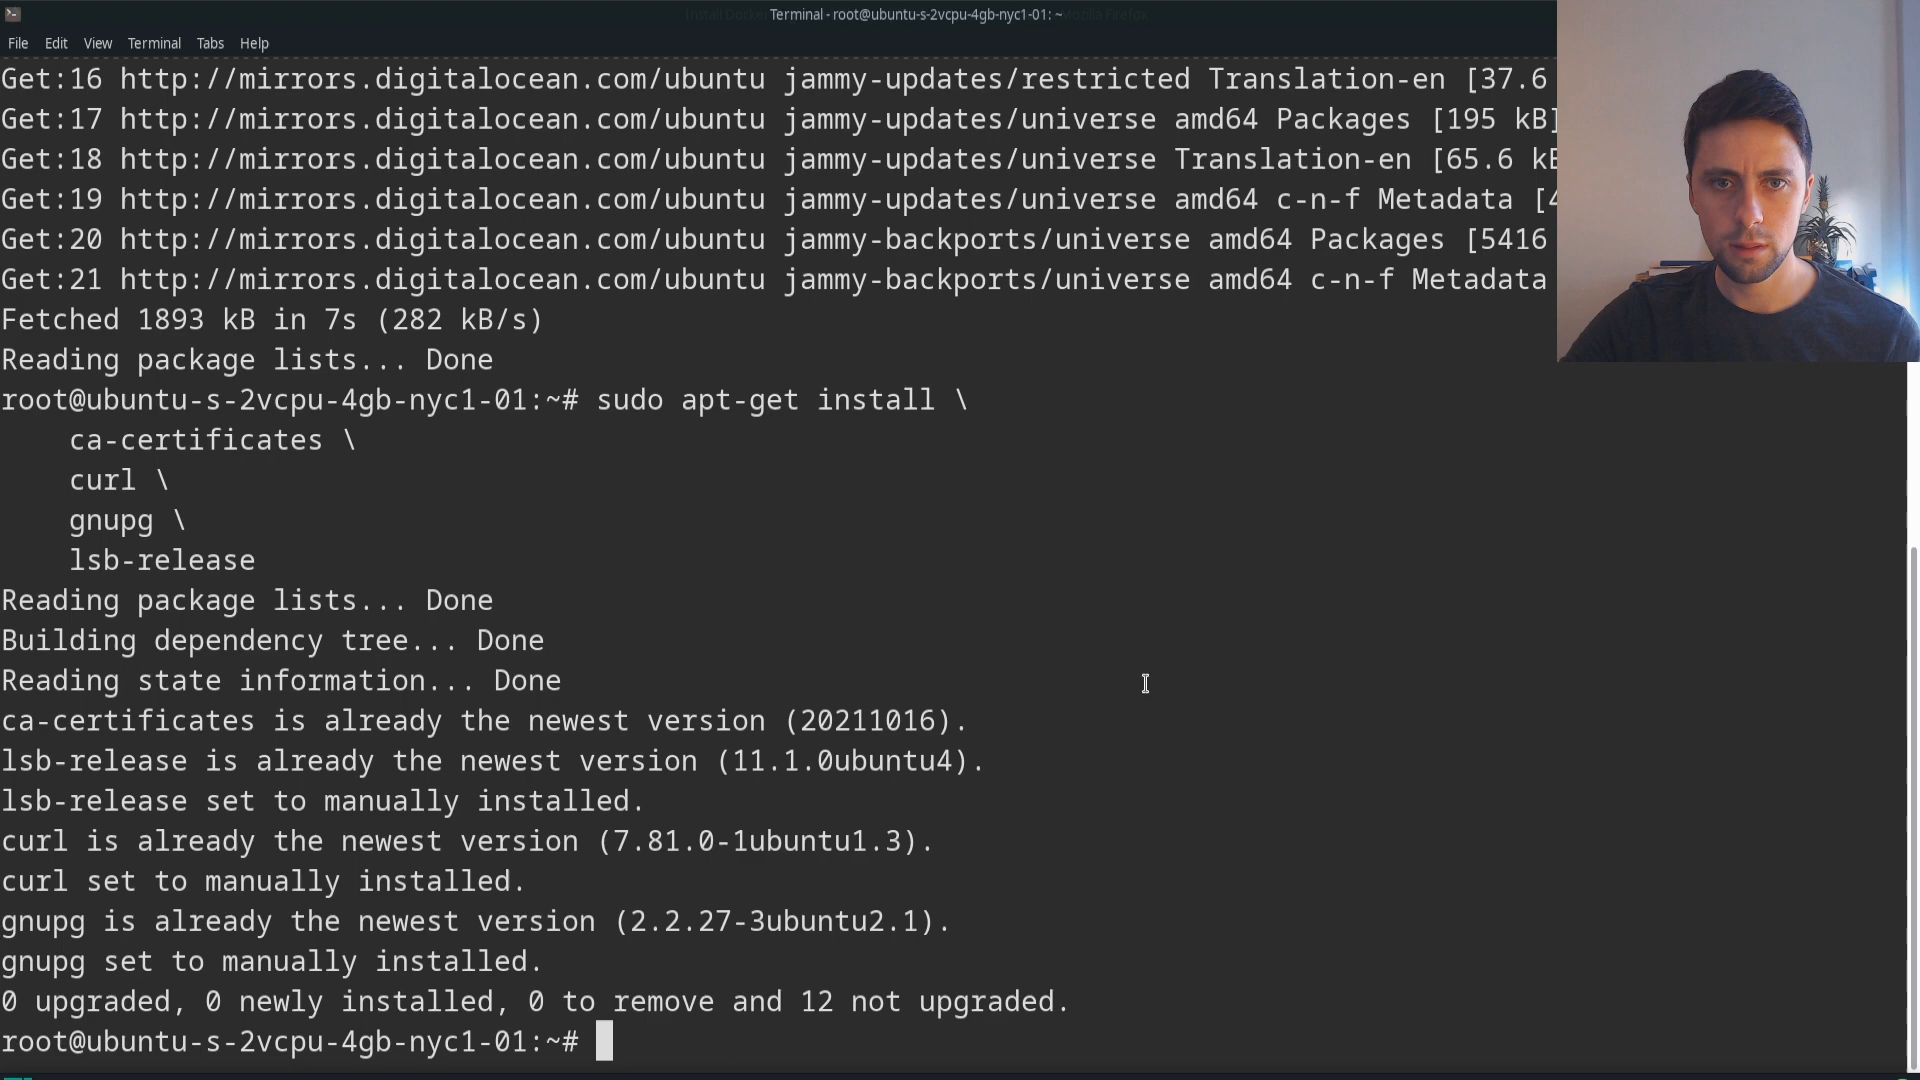 Terminal - root@ubuntu-s-2vcpu-4gb-nyc1-01: ~
File Edit View Terminal Tabs Help
Get:16 http://mirrors.digitalocean.com/ubuntu jammy-updates/restricted Translation-en [37.6
Get:17 http://mirrors.digitalocean.com/ubuntu jammy-updates/universe amd64 Packages [195 kB]
Get:18 http://mirrors.digitalocean.com/ubuntu jammy-updates/universe Translation-en [65.6 kB
Get:19 http://mirrors.digitalocean.com/ubuntu jammy-updates/universe amd64 c-n-f Metadata [4
Get:20 http://mirrors.digitalocean.com/ubuntu jammy-backports/universe amd64 Packages [5416
Get:21 http://mirrors.digitalocean.com/ubuntu jammy-backports/universe amd64 c-n-f Metadata
Fetched 1893 kB in 7s (282 kB/s)
Reading package lists... Done
root@ubuntu-s-2vcpu-4gb-nyc1-01:~# sudo apt-get install \
    ca-certificates \
    curl \
    gnupg \
    lsb-release
Reading package lists... Done
Building dependency tree... Done
Reading state information... Done
ca-certificates is already the newest version (20211016).
lsb-release is already the newest version (11.1.0ubuntu4).
lsb-release set to manually installed.
curl is already the newest version (7.81.0-1ubuntu1.3).
curl set to manually installed.
gnupg is already the newest version (2.2.27-3ubuntu2.1).
gnupg set to manually installed.
0 upgraded, 0 newly installed, 0 to remove and 12 not upgraded.
root@ubuntu-s-2vcpu-4gb-nyc1-01:~#